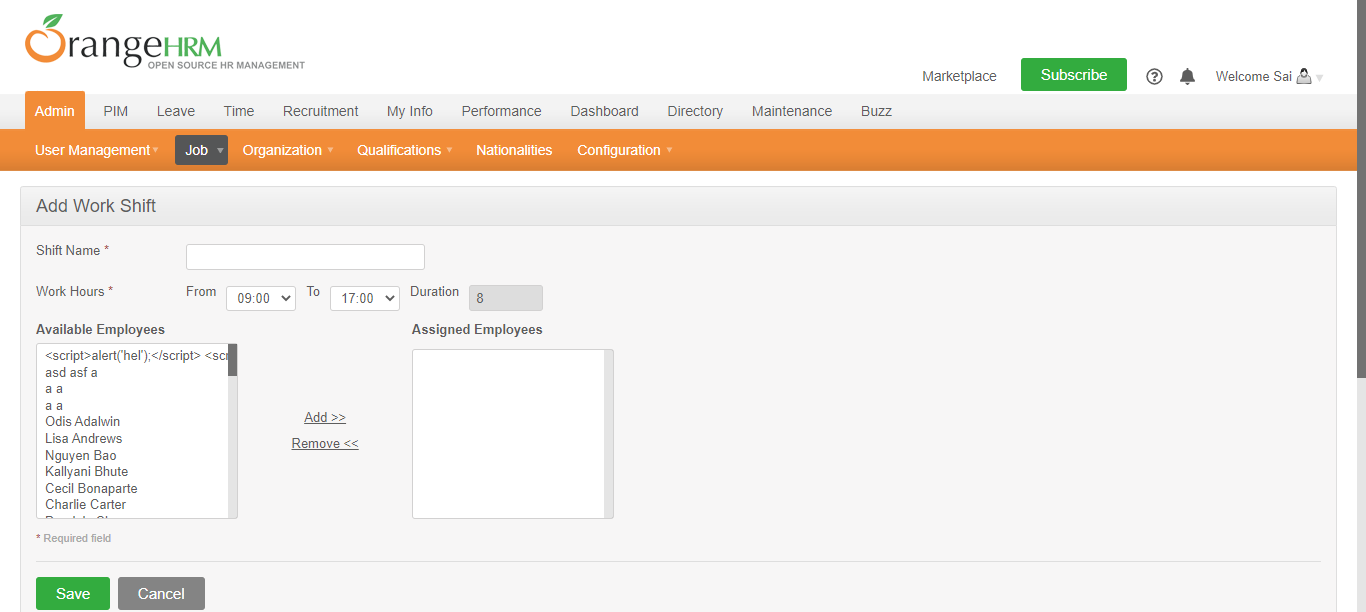 OrangeHRM
OPEN SOURCE HR MANAGEMENT
Marketplace Subscribe Welcome Sai
Admin PIM Leave Time Recruitment My Info Performance Dashboard Directory Maintenance Buzz
User Management Job Organization Qualifications Nationalities Configuration
Add Work Shift
Shift Name *
Work Hours * From 09:00 To 17:00 Duration 8
Available Employees Assigned Employees
<script>alert('hel');</script> <scr
asd asf a
a a
a a
Odis Adalwin
Lisa Andrews
Nguyen Bao
Kallyani Bhute
Cecil Bonaparte
Charlie Carter
Add >>
Remove <<
* Required field
Save Cancel